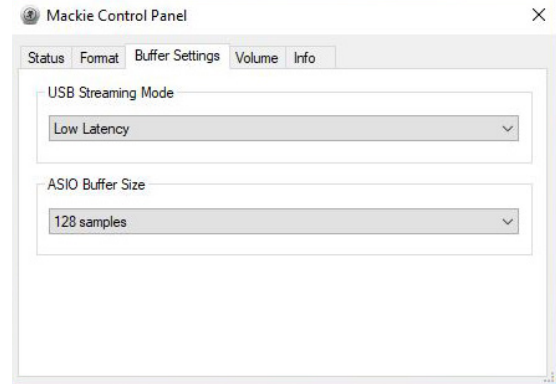 Mackie Control Panel
Status Format Buffer Settings Volume Info
USB Streaming Mode
Low Latency
ASIO Buffer Size
128 samples